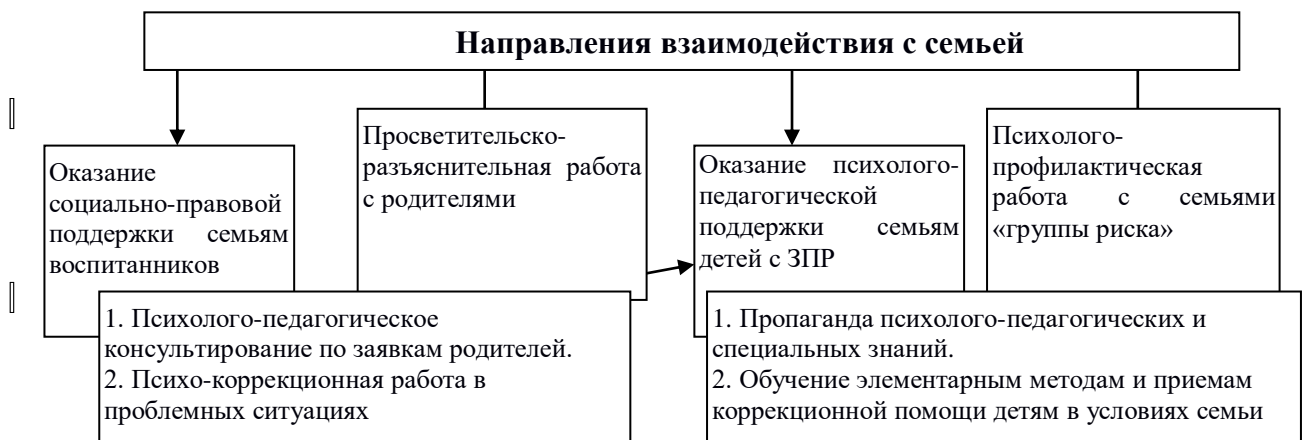 Направления взаимодействия с семьей
Оказание
социально-правовой
поддержки семьям
воспитанников
Просветительско-
разъяснительная работа
с родителями
Оказание психолого-
педагогической
поддержки семьям
детей с ЗПР
Психолого-
профилактическая
работа с семьями
«группы риска»
1. Психолого-педагогическое
консультирование по заявкам родителей.
2. Психо-коррекционная работа в
проблемных ситуациях
1. Пропаганда психолого-педагогических и
специальных знаний.
2. Обучение элементарным методам и приемам
коррекционной помощи детям в условиях семьи